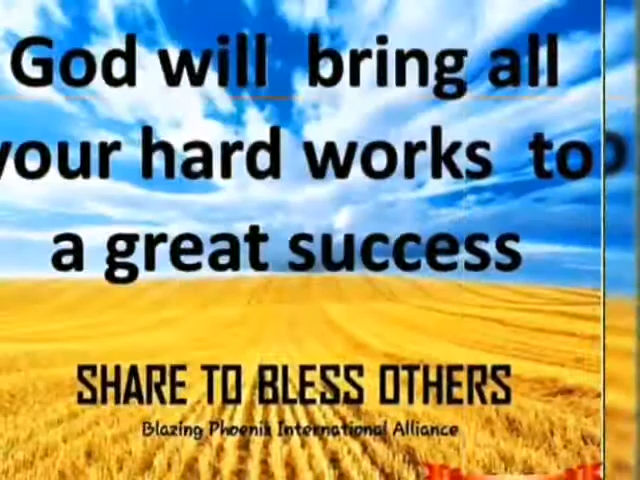 God will bring all
your hard works to
a great success
SHARE TO BLESS OTHERS
Blazing Phoenix International Alliance